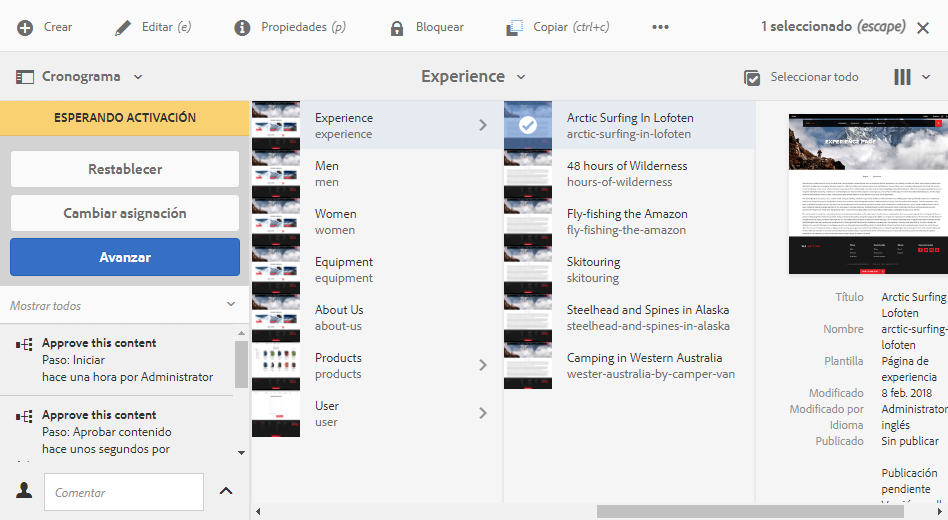 Crear
Editar (e)
Propiedades (p)
Bloquear
Copiar (ctrl+c)
1 seleccionado (escape)
Cronograma
Experience
Seleccionar todo
ESPERANDO ACTIVACIÓN
Restablecer
Cambiar asignación
Avanzar
Mostrar todos
Approve this content
Paso: Iniciar
hace una hora por Administrator
Approve this content
Paso: Aprobar contenido
hace unos segundos por
Comentar
Experience
experience
Men
men
Women
women
Equipment
equipment
About Us
about-us
Products
products
User
user
Arctic Surfing In Lofoten
arctic-surfing-in-lofoten
48 hours of Wilderness
hours-of-wilderness
Fly-fishing the Amazon
fly-fishing-the-amazon
Skitouring
skitouring
Steelhead and Spines in Alaska
steelhead-and-spines-in-alaska
Camping in Western Australia
wester-australia-by-camper-van
EXPERIENCE PAGE
Título Arctic Surfing In
Lofoten
Nombre arctic-surfing-in-
lofoten
Plantilla Página de
experiencia
Modificado 8 feb. 2018
Modificado por Administrator
Idioma inglés
Publicado Sin publicar
Publicación
pendiente